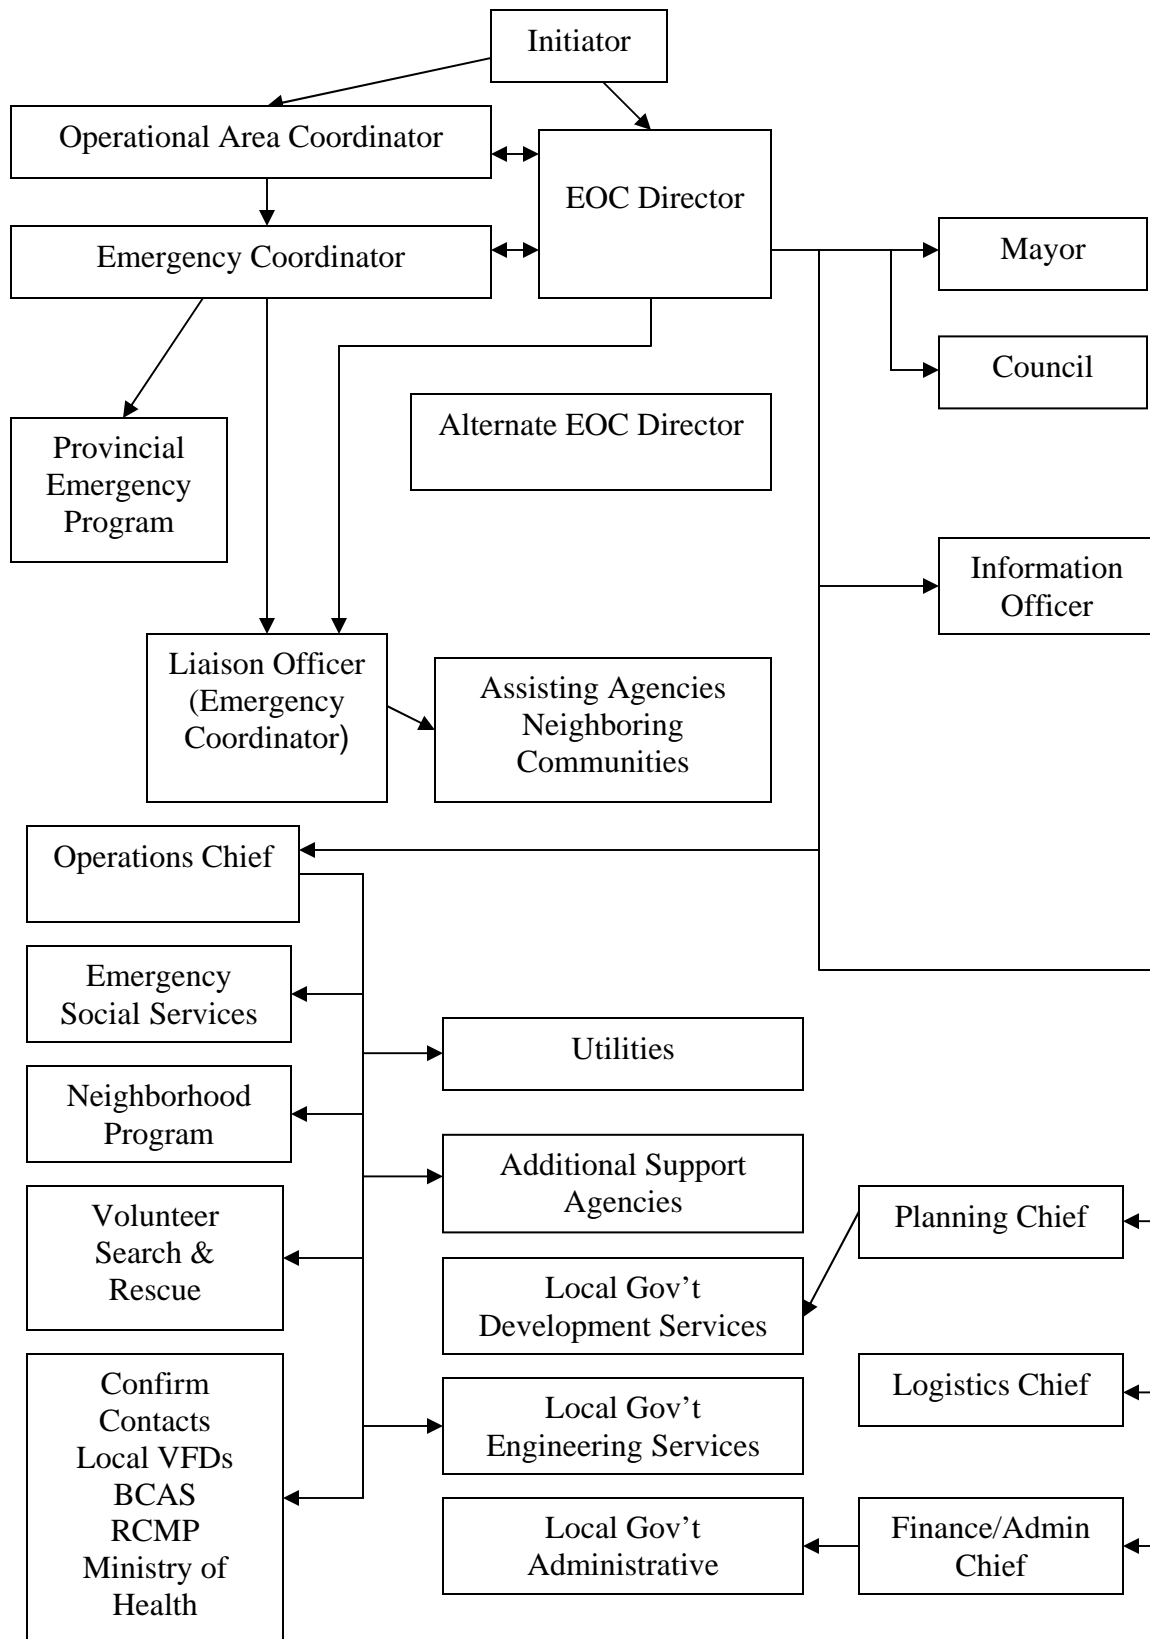 Initiator
Operational Area Coordinator
EOC Director
Emergency Coordinator
Mayor
Council
Alternate EOC Director
Provincial
Emergency
Program
Information
Officer
Liaison Officer
(Emergency
Coordinator)
Assisting Agencies
Neighboring
Communities
Operations Chief
Emergency
Social Services
Utilities
Neighborhood
Program
Additional Support
Agencies
Volunteer
Search &
Rescue
Planning Chief
Local Gov’t
Development Services
Confirm
Contacts
Local VFDs
BCAS
RCMP
Ministry of
Health
Logistics Chief
Local Gov’t
Engineering Services
Local Gov’t
Administrative
Finance/Admin
Chief